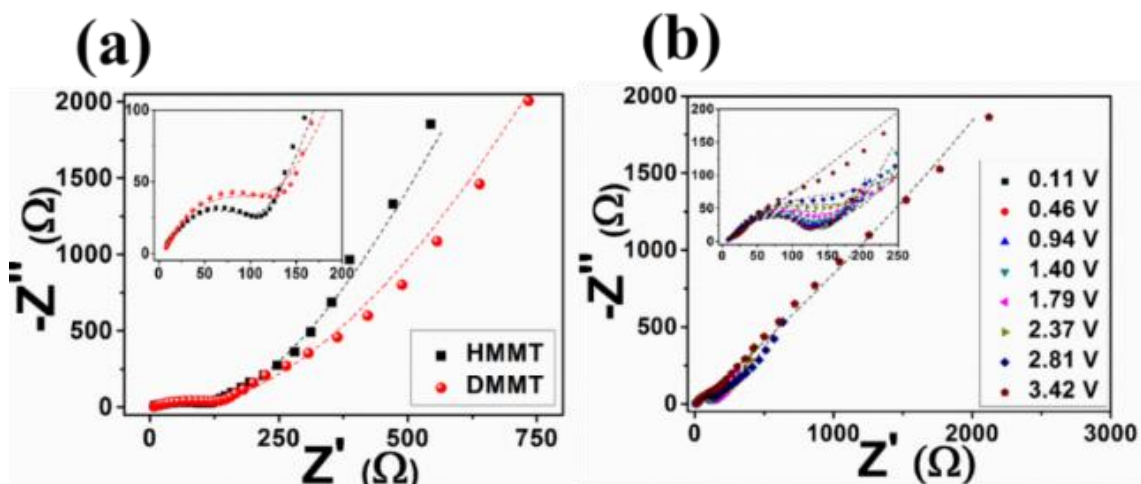 (a)
2000
1500
1000
500
0
-Z" (Ω)
0 250 500 750
Z' (Ω)
100
50
0
0 50 100 150 200
HMMT
DMMT
(b)
2000
1500
1000
500
0
-Z" (Ω)
0 1000 2000 3000
Z' (Ω)
200
150
100
50
0
0 50 100 150 200 250
0.11 V
0.46 V
0.94 V
1.40 V
1.79 V
2.37 V
2.81 V
3.42 V